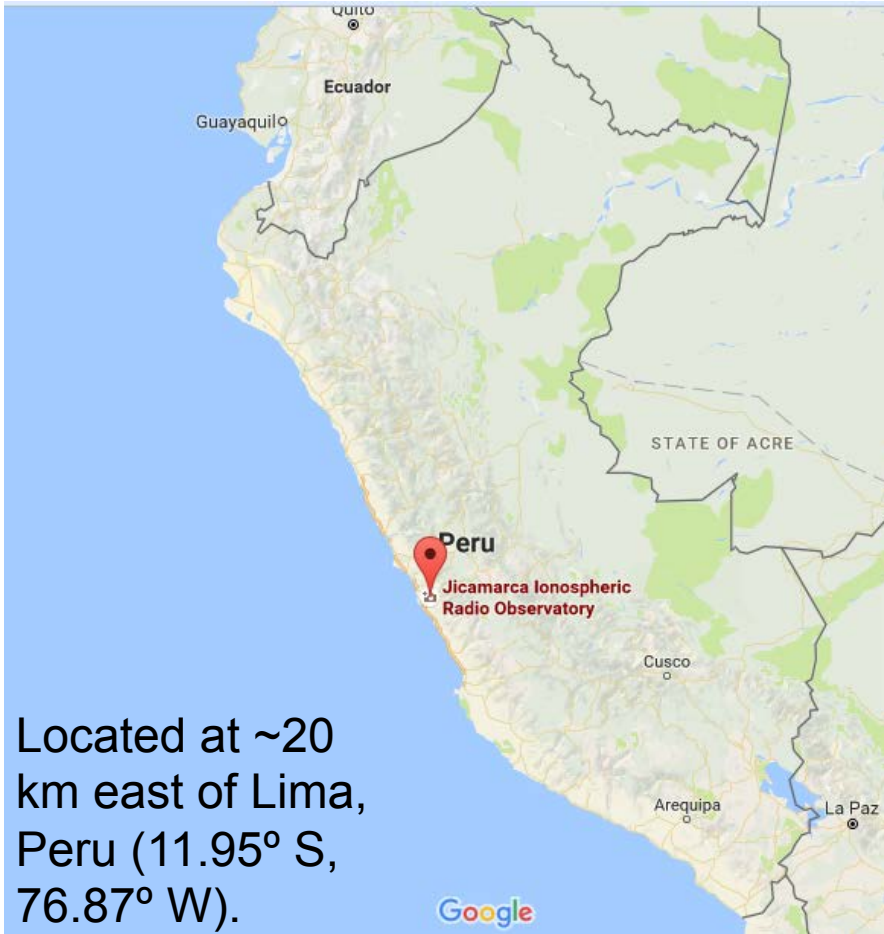 Quito
Ecuador
Guayaquil
STATE OF ACRE
Peru
Jicamarca Ionospheric
Radio Observatory
Cusco
Located at ~20
km east of Lima,
Peru (11.95º S,
76.87º W).
Arequipa
La Paz
Google